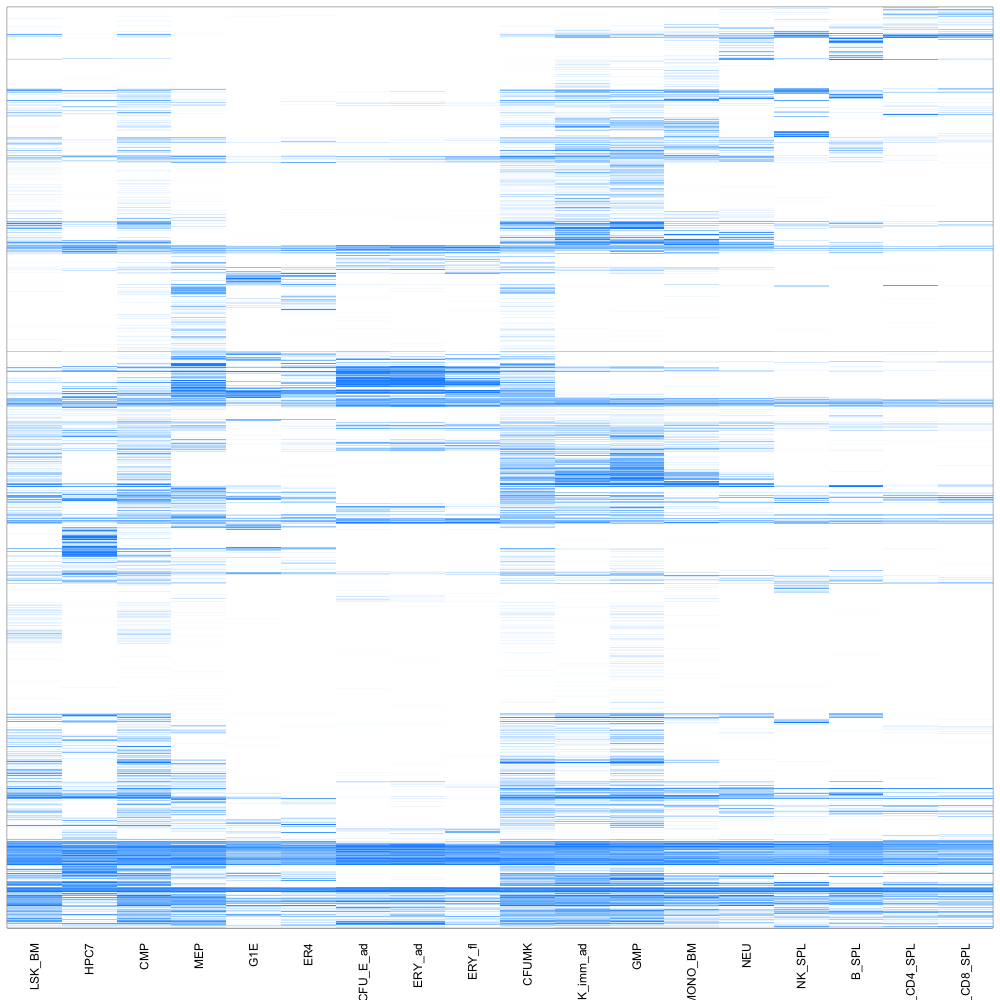 LSK_BM
HPC7
CMP
MEP
G1E
ER4
CFU_E_ad
ERY_ad
ERY_fl
CFUMK
K_imm_ad
GMP
MONO_BM
NEU
NK_SPL
B_SPL
_CD4_SPL
_CD8_SPL